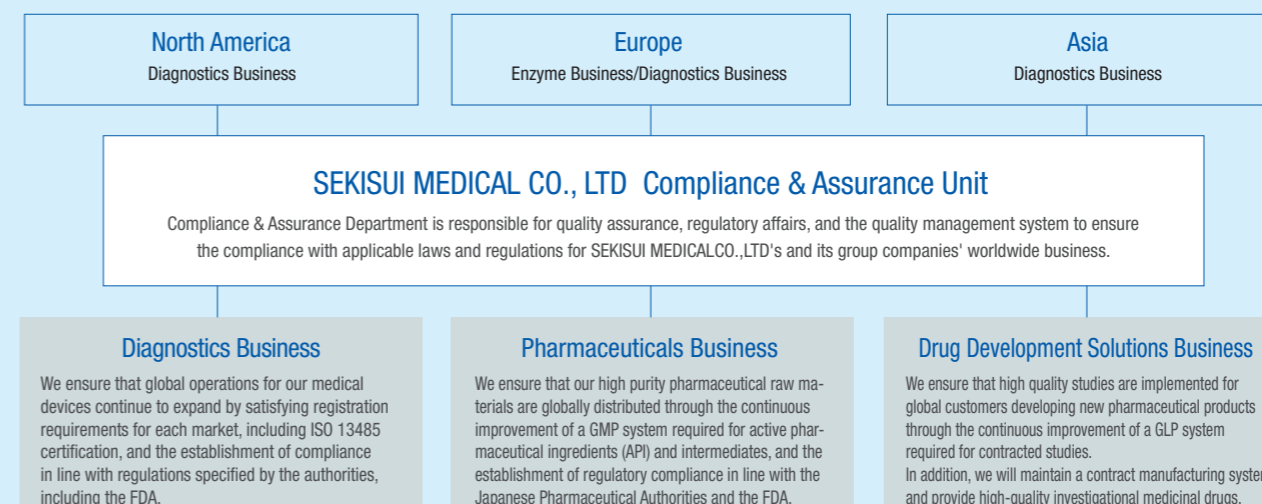 North America
Diagnostics Business
Europe
Enzyme Business/Diagnostics Business
Asia
Diagnostics Business
SEKISUI MEDICAL CO., LTD Compliance & Assurance Unit
Compliance & Assurance Department is responsible for quality assurance, regulatory affairs, and the quality management system to ensure
the compliance with applicable laws and regulations for SEKISUI MEDICALCO.,LTD's and its group companies' worldwide business.
Diagnostics Business
We ensure that global operations for our medical
devices continue to expand by satisfying registration
requirements for each market, including ISO 13485
certification, and the establishment of compliance
in line with regulations specified by the authorities,
including the FDA.
Pharmaceuticals Business
We ensure that our high purity pharmaceutical raw ma-
terials are globally distributed through the continuous
improvement of a GMP system required for active phar-
maceutical ingredients (API) and intermediates, and the
establishment of regulatory compliance in line with the
Japanese Pharmaceutical Authorities and the FDA.
Drug Development Solutions Business
We ensure that high quality studies are implemented for
global customers developing new pharmaceutical products
through the continuous improvement of a GLP system
required for contracted studies.
In addition, we will maintain a contract manufacturing system
and provide high-quality investigational medicinal drugs.